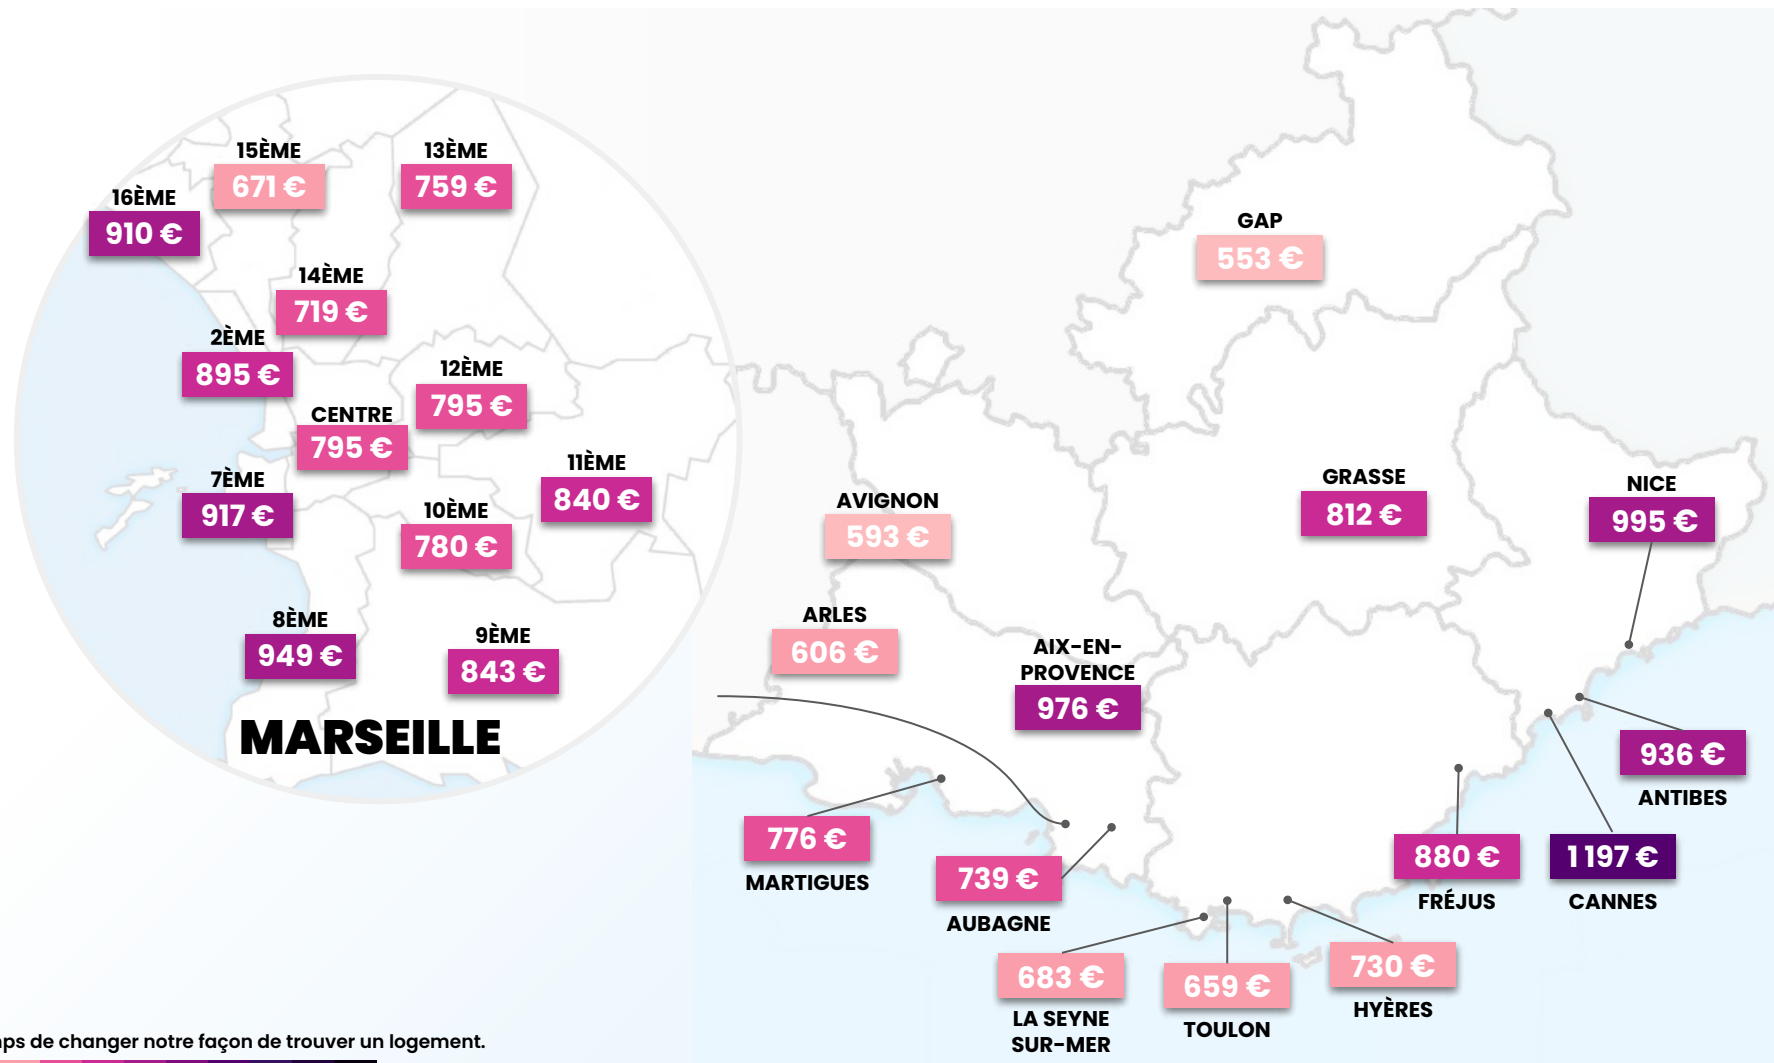 15ÈME
671 €
13ÈME
759 €
16ÈME
910 €
14ÈME
719 €
2ÈME
895 €
12ÈME
795 €
CENTRE
795 €
11ÈME
840 €
7ÈME
917 €
10ÈME
780 €
8ÈME
949 €
9ÈME
843 €
MARSEILLE
GAP
553 €
AVIGNON
593 €
GRASSE
812 €
NICE
995 €
ARLES
606 €
AIX-EN-
PROVENCE
976 €
936 €
ANTIBES
776 €
MARTIGUES
739 €
AUBAGNE
880 €
FRÉJUS
1 197 €
CANNES
683 €
LA SEYNE
SUR-MER
659 €
TOULON
730 €
HYÈRES
de changer notre façon de trouver un logement.